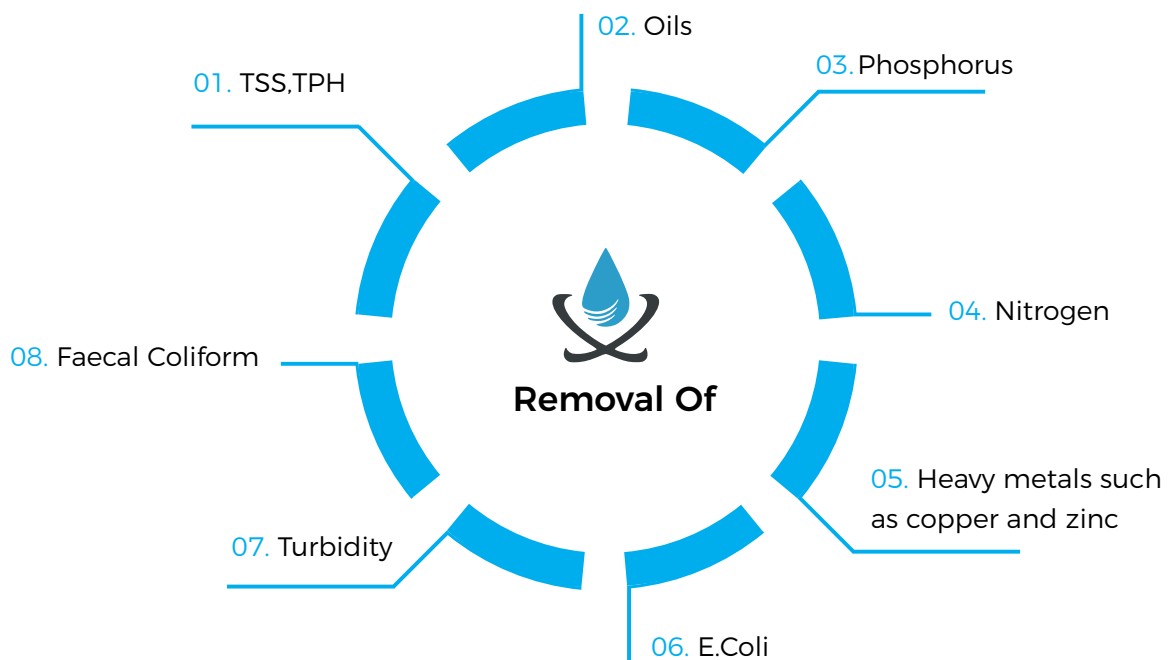 01. TSS,TPH
02. Oils
03. Phosphorus
04. Nitrogen
05. Heavy metals such
as copper and zinc
06. E.Coli
07. Turbidity
08. Faecal Coliform
Removal Of